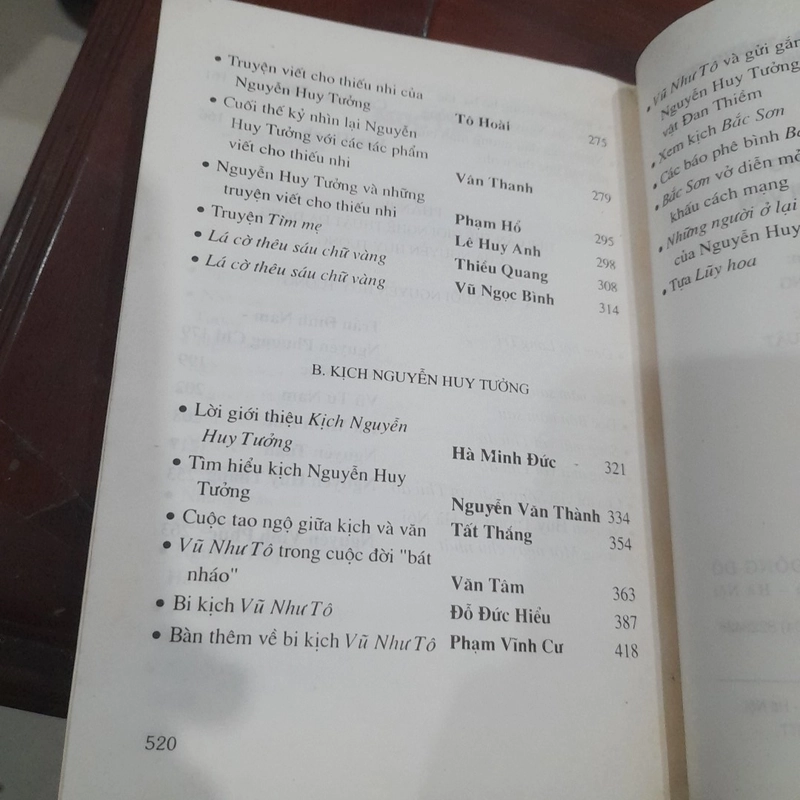 • Truyện viết cho thiếu nhi của
Nguyễn Huy Tưởng Tô Hoài 275
• Cuối thế kỷ nhìn lại Nguyễn
Huy Tưởng với các tác phẩm
viết cho thiếu nhi Vân Thanh 279
• Nguyễn Huy Tưởng và những
truyện viết cho thiếu nhi Phạm Hổ 295
• Truyện Tìm mẹ Lê Huy Anh 298
• Lá cờ thêu sáu chữ vàng Thiều Quang 308
• Lá cờ thêu sáu chữ vàng Vũ Ngọc Bình 314
B. KỊCH NGUYỄN HUY TƯỞNG
• Lời giới thiệu Kịch Nguyễn
Huy Tưởng Hà Minh Đức 321
• Tìm hiểu kịch Nguyễn Huy
Tưởng Nguyễn Văn Thành 334
• Cuộc tao ngộ giữa kịch và văn Tất Thắng 354
• Vũ Như Tô trong cuộc đời "bát
nháo" Văn Tâm 363
• Bi kịch Vũ Như Tô Đỗ Đức Hiểu 387
• Bàn thêm về bi kịch Vũ Như Tô Phạm Vĩnh Cư 418
520
• Vũ Như Tô và gửi gắm
Nguyễn Huy Tưởng
vật Đan Thiềm
• Xem kịch Bắc Sơn
• Các báo phê bình
• Bắc Sơn vở diễn mở
khấu cách mạng
• Những người ở lại
của Nguyễn Huy
• Tựa Lũy hoa